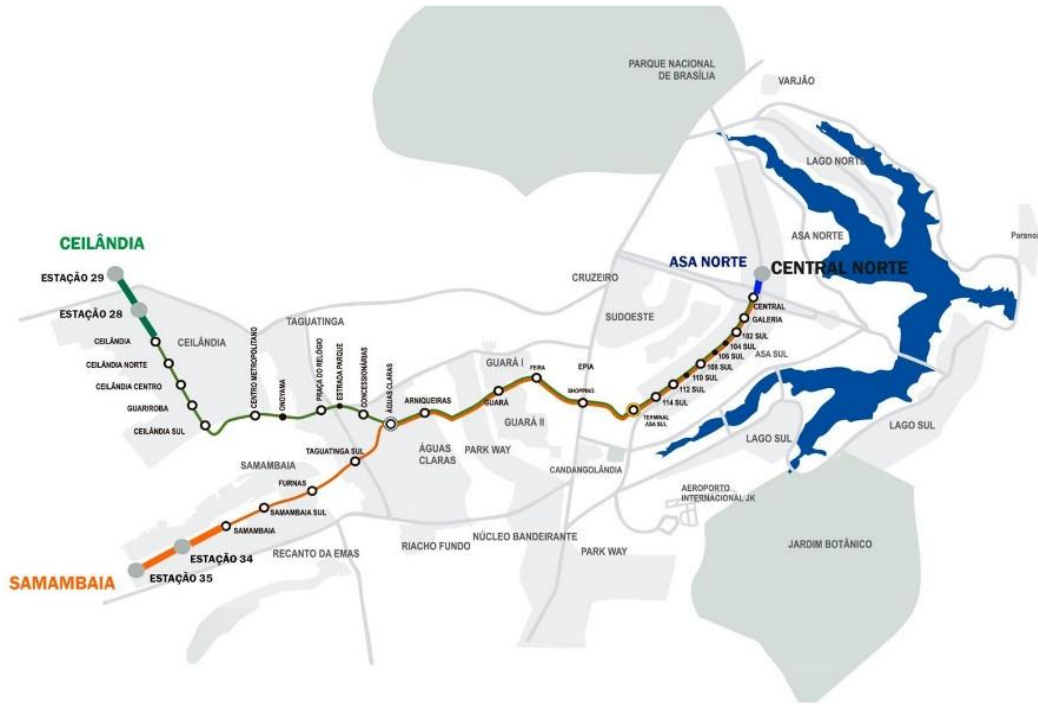 PARQUE NACIONAL
DE BRASÍLIA
VARJÃO
LAGO NORTE
CEILÂNDIA
ESTAÇÃO 29
ESTAÇÃO 28
ASA NORTE
Parano
ASA NORTE
CENTRAL NORTE
CRUZEIRO
SUDOESTE
CENTRAL
GALERIA
102 SUL
104 SUL
106 SUL
108 SUL
110 SUL
112 SUL
114 SUL
ASA SUL
TAGUATINGA
CEILÂNDIA
CEILÂNDIA
CEILÂNDIA NORTE
CEILÂNDIA CENTRO
GUARIROBA
CEILÂNDIA SUL
CENTRO METROPOLITANO
ONOYAMA
PRAÇA DO RELÓGIO
ESTRADA PARQUE
CONCESSIONÁRIAS
ÁGUAS CLARAS
ARNIQUEIRAS
GUARÁ I
GUARÁ
FEIRA
EPIA
SHOPPING
TERMINAL
ASA SUL
GUARÁ II
LAGO SUL
LAGO SUL
TAGUATINGA SUL
ÁGUAS
CLARAS
PARK WAY
SAMAMBAIA
FURNAS
SAMAMBAIA SUL
SAMAMBAIA
CANDANGOLÂNDIA
AEROPORTO
INTERNACIONAL JK
ESTAÇÃO 34
ESTAÇÃO 35
SAMAMBAIA
RECANTO DA EMAS
RIACHO FUNDO
NÚCLEO BANDEIRANTE
PARK WAY
JARDIM BOTÂNICO